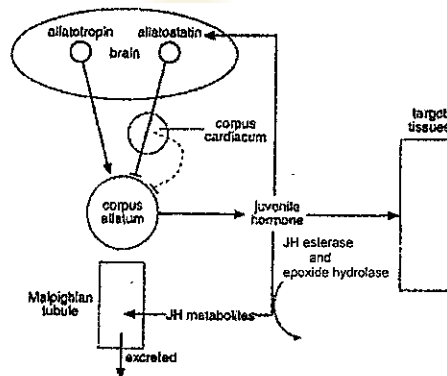 allatotropin
allatostatin
brain
corpus
cardiacum
target
tissues
corpus
allatum
juvenile
hormone
JH esterase
and
epoxide hydrolase
Malpighian
tubule
JH metabolites
excreted